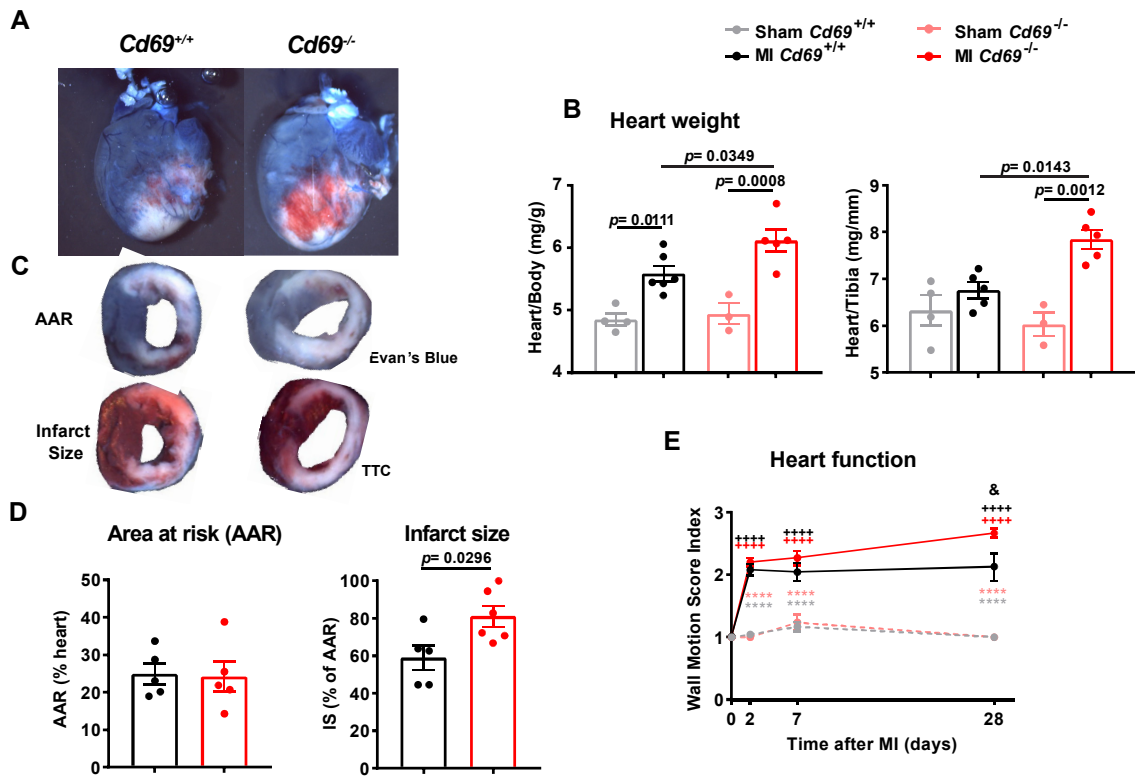 A
Cd69+/+
Cd69-/-
Sham Cd69+/+
Sham Cd69-/-
MI Cd69+/+
MI Cd69-/-
B
Heart weight
p= 0.0349
p= 0.0008
p= 0.0111
Heart/Body (mg/g)
7
6
5
4
p= 0.0143
p= 0.0012
Heart/Tibia (mg/mm)
9
8
7
6
5
C
AAR
Evan's Blue
Infarct
Size
TTC
D
Area at risk (AAR)
AAR (% heart)
50
40
30
20
10
0
Infarct size
p= 0.0296
IS (% of AAR)
100
80
60
40
20
0
E
Heart function
Wall Motion Score Index
3
2
1
0
&
++++
++++
++++
++++
++++
++++
****
****
****
****
****
****
0
2
7
28
Time after MI (days)